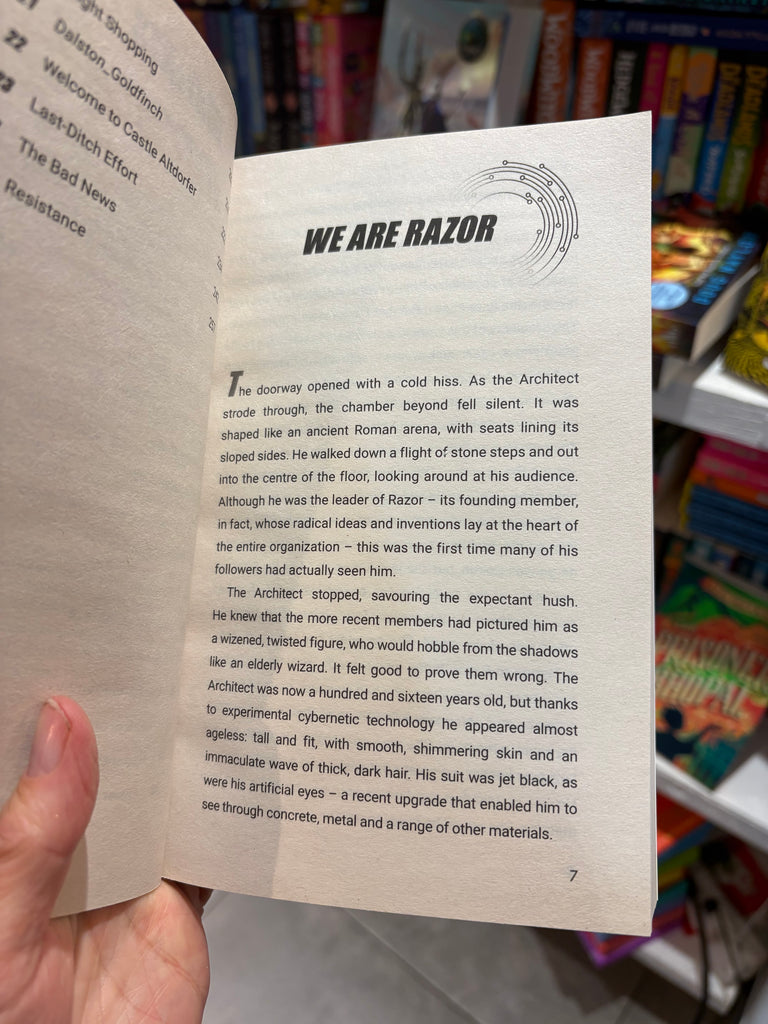 ght Shopping
22 Dalston_Goldfinch
23 Welcome to Castle Altdorfer
Last-Ditch Effort
The Bad News
Resistance
WE ARE RAZOR
The doorway opened with a cold hiss. As the Architect
strode through, the chamber beyond fell silent. It was
shaped like an ancient Roman arena, with seats lining its
sloped sides. He walked down a flight of stone steps and out
into the centre of the floor, looking around at his audience.
Although he was the leader of Razor – its founding member,
in fact, whose radical ideas and inventions lay at the heart of
the entire organization – this was the first time many of his
followers had actually seen him.
The Architect stopped, savouring the expectant hush.
He knew that the more recent members had pictured him as
a wizened, twisted figure, who would hobble from the shadows
like an elderly wizard. It felt good to prove them wrong. The
Architect was now a hundred and sixteen years old, but thanks
to experimental cybernetic technology he appeared almost
ageless: tall and fit, with smooth, shimmering skin and an
immaculate wave of thick, dark hair. His suit was jet black, as
were his artificial eyes – a recent upgrade that enabled him to
see through concrete, metal and a range of other materials.
7